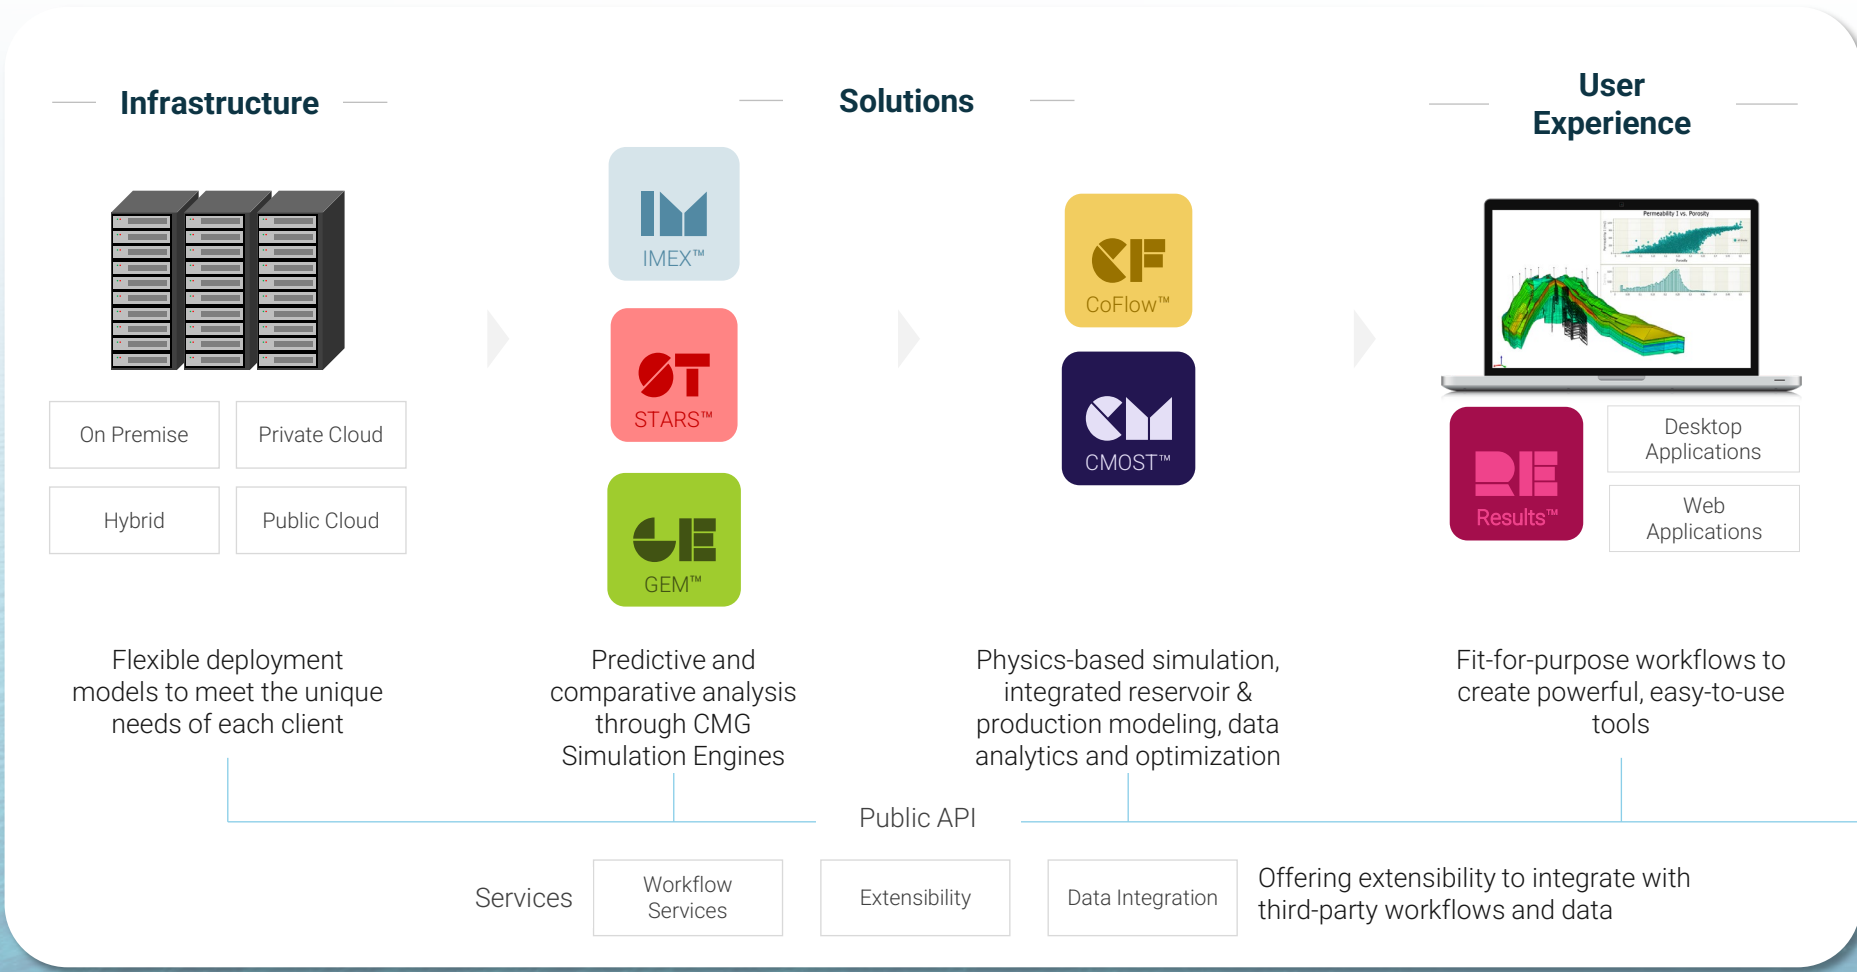 Infrastructure
Solutions
User
Experience
IMEX™
STARS™
GEM™
CoFlow™
CMOST™
Permeability I vs. Porosity
Porosity
Results™
Desktop
Applications
Web
Applications
On Premise
Private Cloud
Hybrid
Public Cloud
Flexible deployment
models to meet the unique
needs of each client
Predictive and
comparative analysis
through CMG
Simulation Engines
Physics-based simulation,
integrated reservoir &
production modeling, data
analytics and optimization
Fit-for-purpose workflows to
create powerful, easy-to-use
tools
Public API
Services
Workflow
Services
Extensibility
Data Integration
Offering extensibility to integrate with
third-party workflows and data